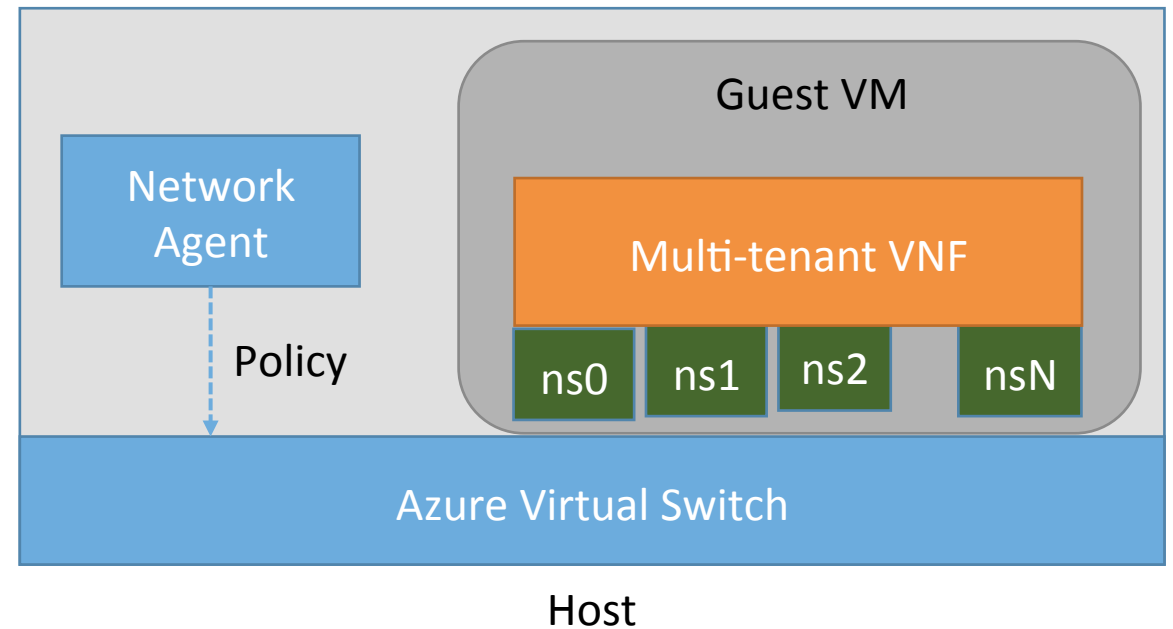 Guest VM
Network
Agent
Multi-tenant VNF
Policy
ns0
ns1
ns2
nsN
Azure Virtual Switch
Host